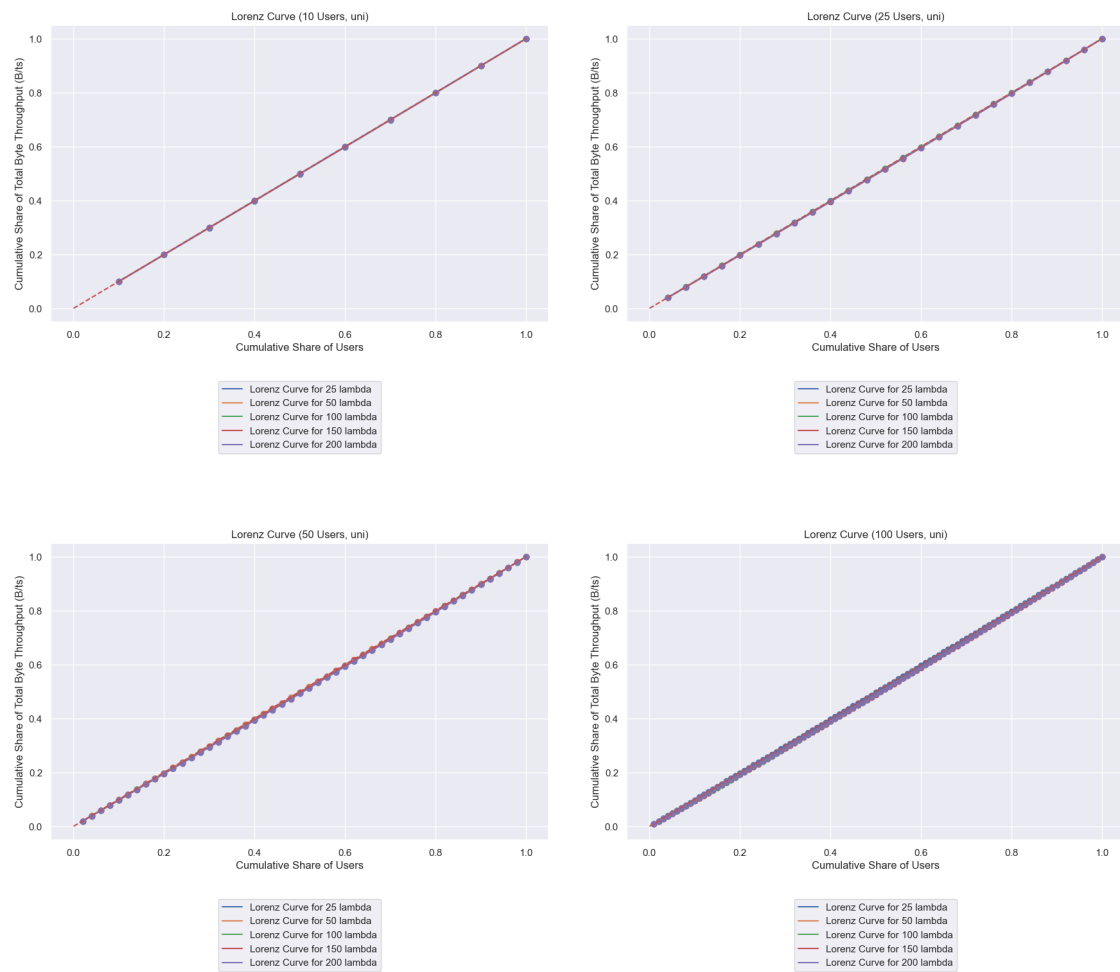 Lorenz Curve (10 Users, uni)
Cumulative Share of Total Byte Throughput (B/ts)
1.0
0.8
0.6
0.4
0.2
0.0
0.0 0.2 0.4 0.6 0.8 1.0
Cumulative Share of Users
Lorenz Curve for 25 lambda
Lorenz Curve for 50 lambda
Lorenz Curve for 100 lambda
Lorenz Curve for 150 lambda
Lorenz Curve for 200 lambda
Lorenz Curve (25 Users, uni)
Cumulative Share of Total Byte Throughput (B/ts)
1.0
0.8
0.6
0.4
0.2
0.0
0.0 0.2 0.4 0.6 0.8 1.0
Cumulative Share of Users
Lorenz Curve for 25 lambda
Lorenz Curve for 50 lambda
Lorenz Curve for 100 lambda
Lorenz Curve for 150 lambda
Lorenz Curve for 200 lambda
Lorenz Curve (50 Users, uni)
Cumulative Share of Total Byte Throughput (B/ts)
1.0
0.8
0.6
0.4
0.2
0.0
0.0 0.2 0.4 0.6 0.8 1.0
Cumulative Share of Users
Lorenz Curve for 25 lambda
Lorenz Curve for 50 lambda
Lorenz Curve for 100 lambda
Lorenz Curve for 150 lambda
Lorenz Curve for 200 lambda
Lorenz Curve (100 Users, uni)
Cumulative Share of Total Byte Throughput (B/ts)
1.0
0.8
0.6
0.4
0.2
0.0
0.0 0.2 0.4 0.6 0.8 1.0
Cumulative Share of Users
Lorenz Curve for 25 lambda
Lorenz Curve for 50 lambda
Lorenz Curve for 100 lambda
Lorenz Curve for 150 lambda
Lorenz Curve for 200 lambda